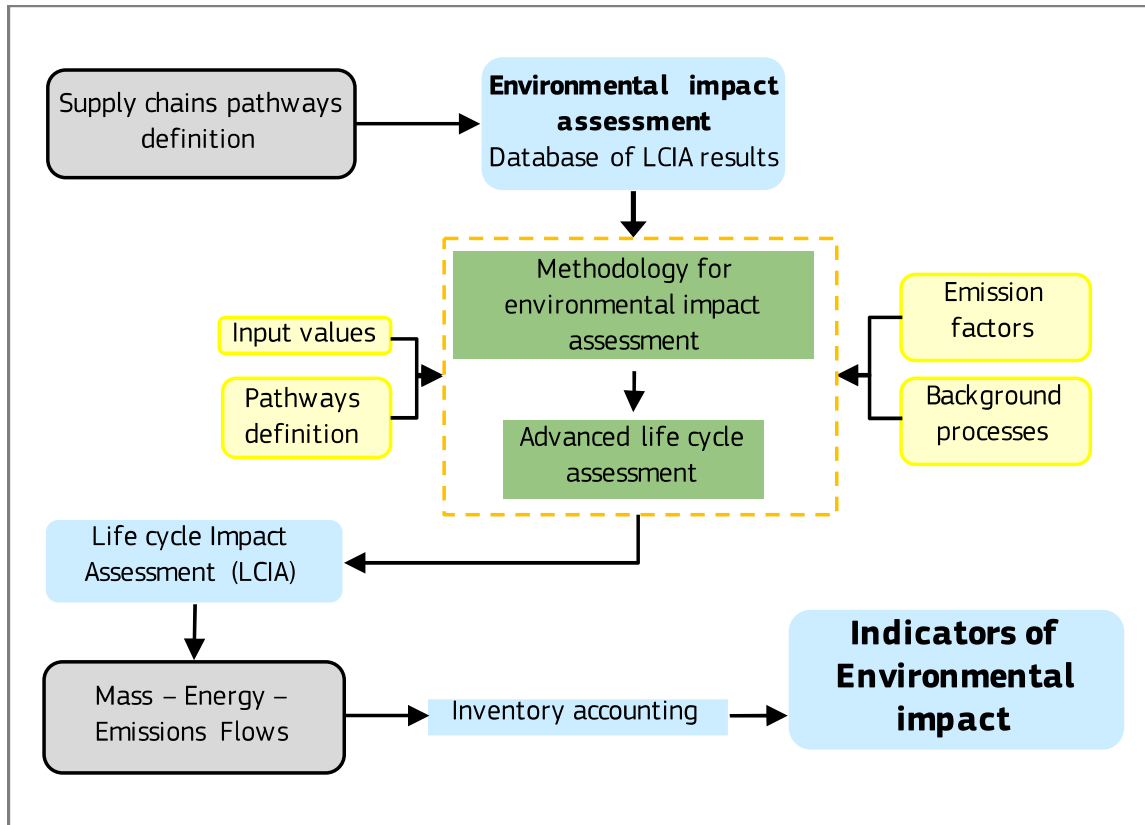 Supply chains pathways
definition
Environmental impact
assessment
Database of LCIA results
Methodology for
environmental impact
assessment
Input values
Pathways
definition
Emission
factors
Background
processes
Advanced life cycle
assessment
Life cycle Impact
Assessment (LCIA)
Mass – Energy –
Emissions Flows
Inventory accounting
Indicators of
Environmental
impact